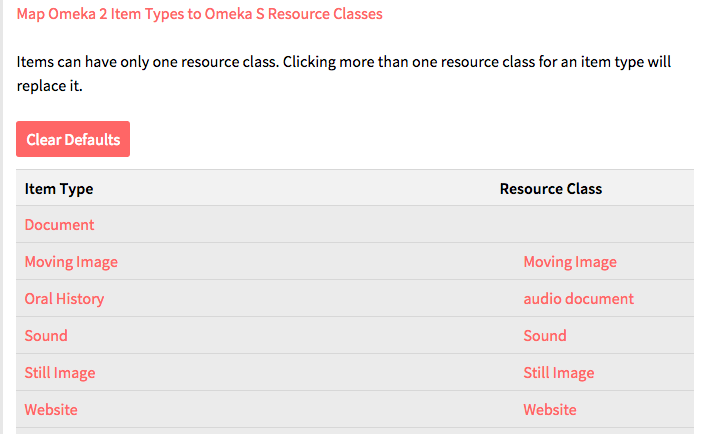 Map Omeka 2 Item Types to Omeka S Resource Classes
Items can have only one resource class. Clicking more than one resource class for an item type will
replace it.
Clear Defaults
Item Type Resource Class
Document
Moving Image Moving Image
Oral History audio document
Sound Sound
Still Image Still Image
Website Website